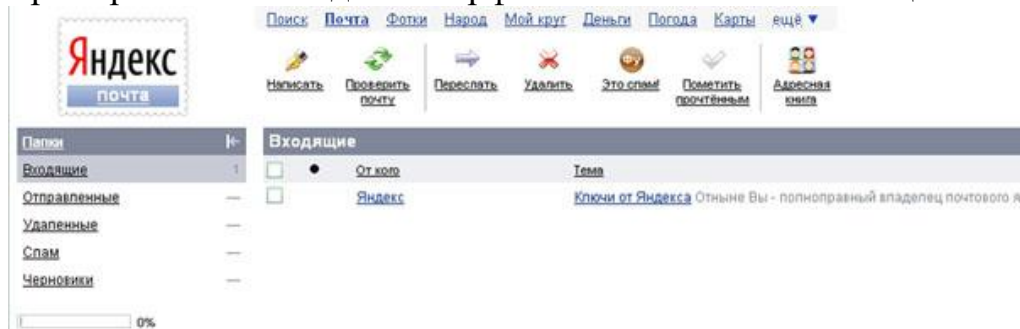 Поиск Почта Фотки Народ Мой круг Деньги Погода Карты ещё ▼
Яндекс
почта
Написать Проверить почту Переслать Удалить Это спам! Пометить прочтённым Адресная книга
Папки
Входящие 1
Отправленные —
Удаленные —
Спам —
Черновики —
0%
Входящие
От кого Тема
Яндекс Ключи от Яндекса Отныне Вы - полноправный владелец почтового я